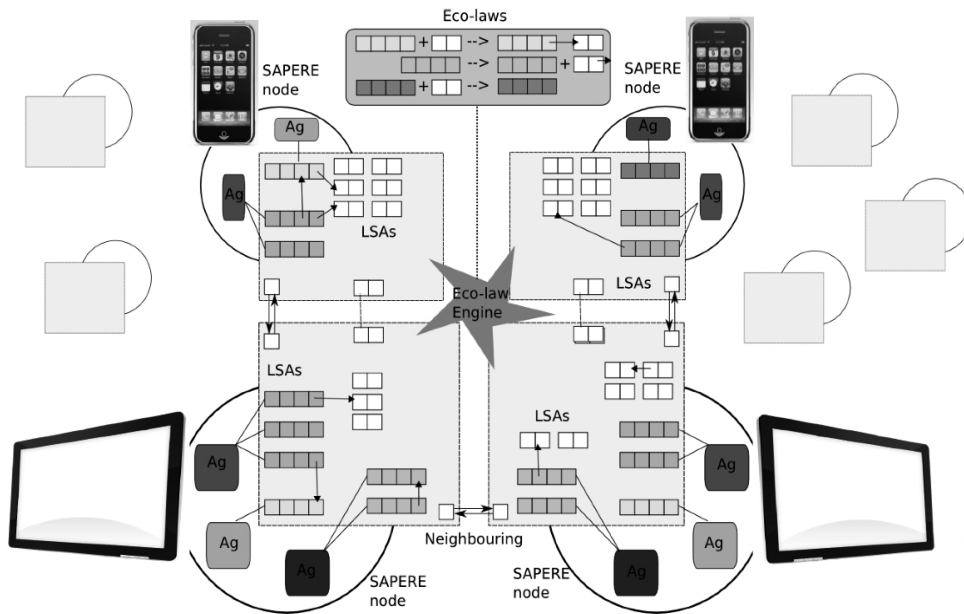 Eco-laws
+
-->
-->
+
+
-->
SAPERE
node
SAPERE
node
Ag
Ag
Ag
Ag
LSAs
LSAs
Eco-law
Engine
LSAs
LSAs
Ag
Ag
Ag
Ag
Ag
Ag
Neighbouring
SAPERE
node
SAPERE
node